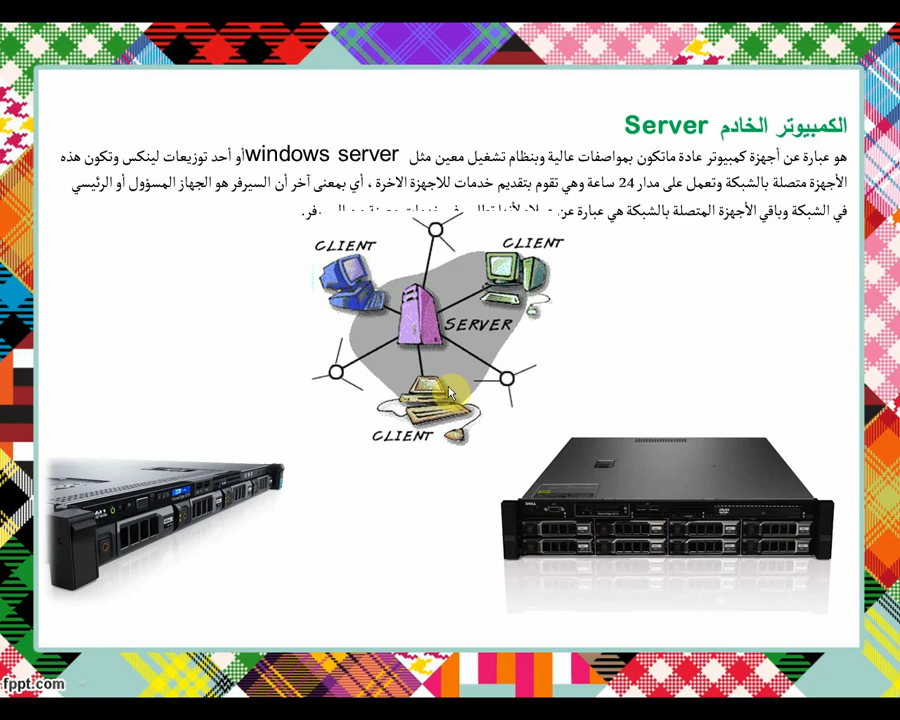 الكمبيوتر الخادم Server
هو عبارة عن أجهزة كمبيوتر عادة ماتكون بمواصفات عالية وبنظام تشغيل معين مثل windows server أو أحد توزيعات لينكس وتكون هذه
الأجهزة متصلة بالشبكة وتعمل على مدار 24 ساعة وهي تقوم بتقديم خدمات للاجهزة الاخرة ، أي بمعنى آخر أن السيرفر هو الجهاز المسؤول أو الرئيسي
في الشبكة وباقي الأجهزة المتصلة بالشبكة هي عبارة عن
CLIENT
CLIENT
SERVER
CLIENT
DELL
fppt.com